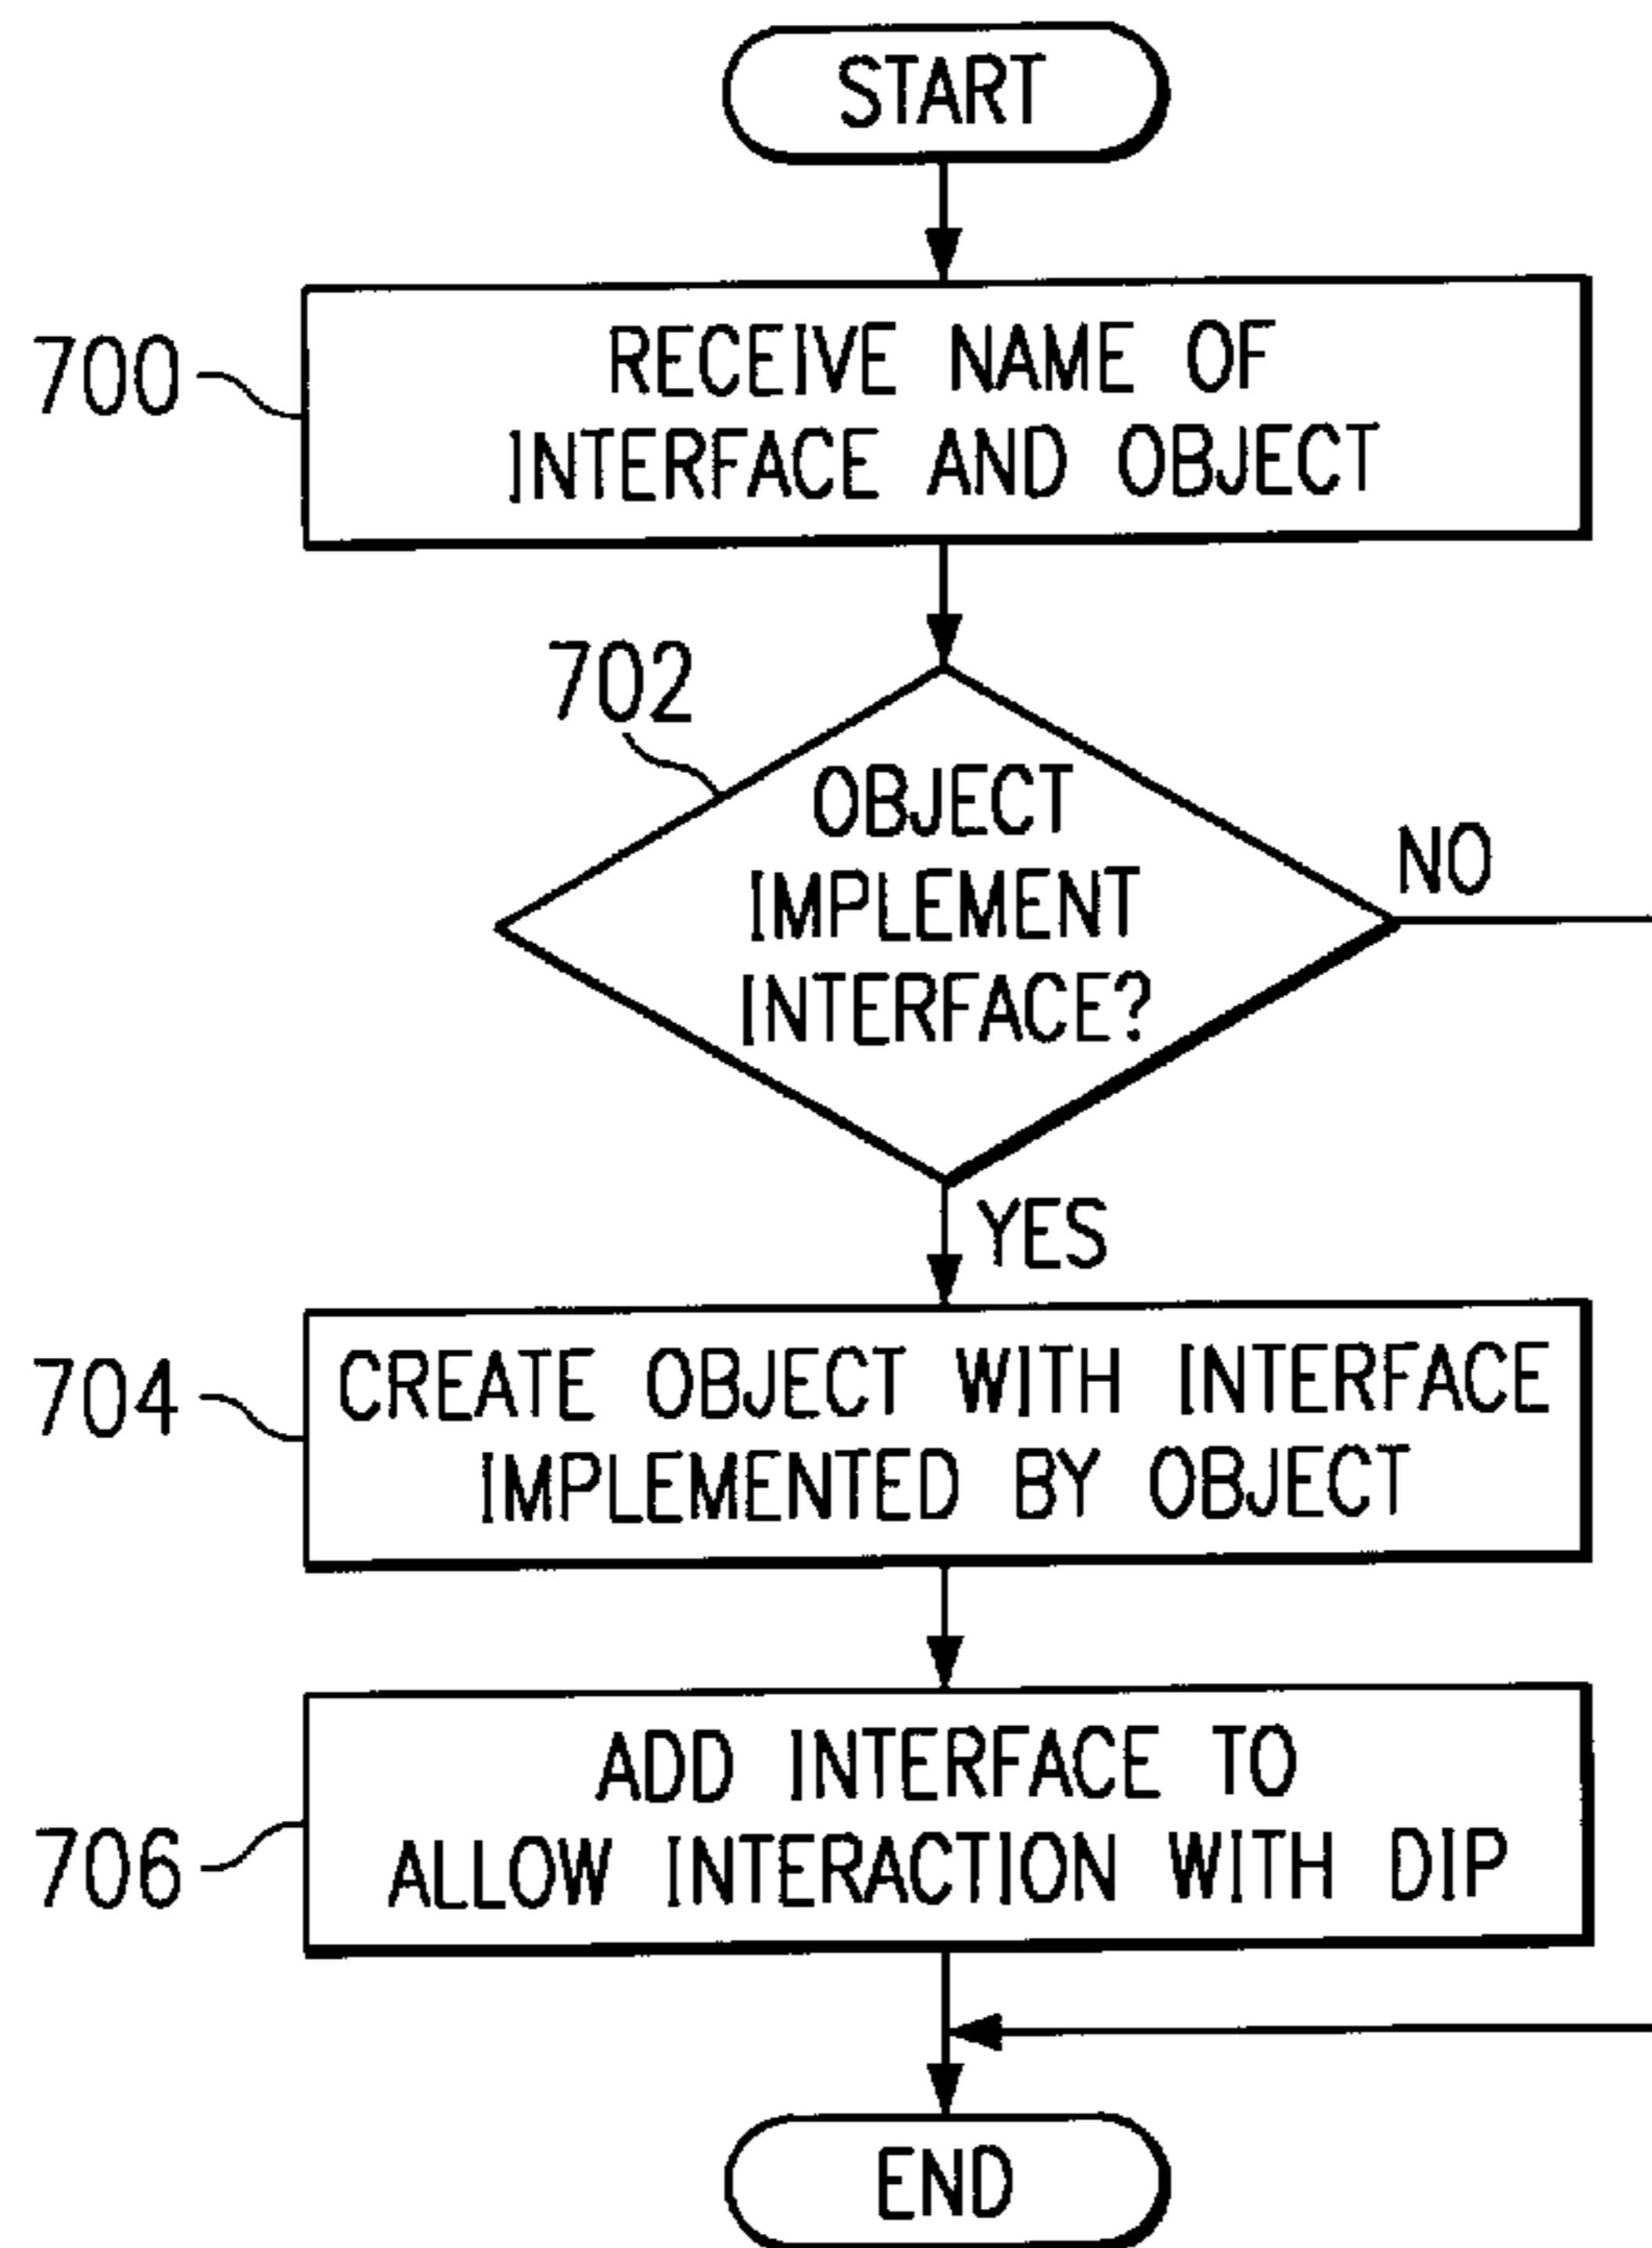 START
700
RECEIVE NAME OF
INTERFACE AND OBJECT
702
OBJECT
IMPLEMENT
INTERFACE?
NO
YES
704
CREATE OBJECT WITH INTERFACE
IMPLEMENTED BY OBJECT
706
ADD INTERFACE TO
ALLOW INTERACTION WITH DIP
END